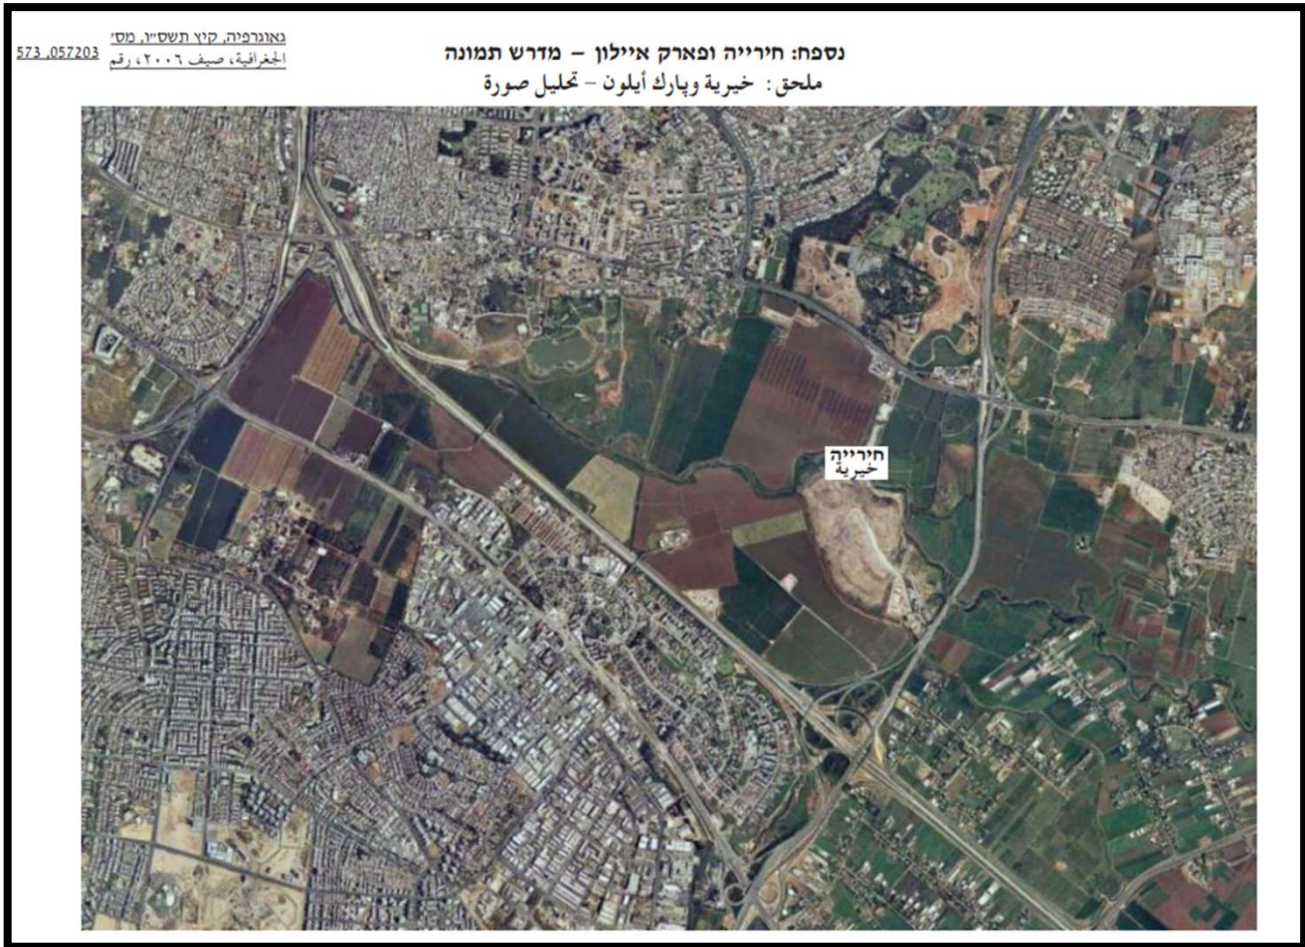 גאוגרפיה, קיץ תשס"ו, מס' 057203, 573
الجغرافية، صيف ٢٠٠٦، رقم
נספח: חירייה ופארק איילון – מדרש תמונה
ملحق: خيرية وپارك أيلون – تحليل صورة
חירייה
خيرية